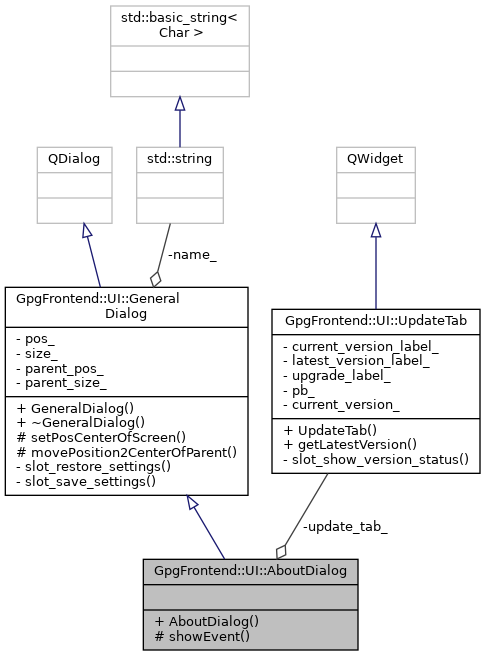 std::basic_string<
Char >
QDialog
std::string
QWidget
-name_
GpgFrontend::UI::General
Dialog
- pos_
- size_
- parent_pos_
- parent_size_
+ GeneralDialog()
+ ~GeneralDialog()
# setPosCenterOfScreen()
# movePosition2CenterOfParent()
- slot_restore_settings()
- slot_save_settings()
GpgFrontend::UI::UpdateTab
- current_version_label_
- latest_version_label_
- upgrade_label_
- pb_
- current_version_
+ UpdateTab()
+ getLatestVersion()
- slot_show_version_status()
-update_tab_
GpgFrontend::UI::AboutDialog
+ AboutDialog()
# showEvent()